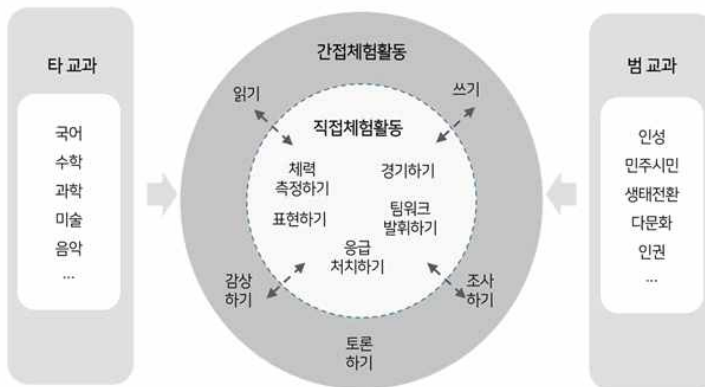 타 교과
국어
수학
과학
미술
음악
...
간접체험활동
읽기
쓰기
직접체험활동
체력
측정하기
경기하기
표현하기
팀워크
발휘하기
응급
처치하기
감상
하기
조사
하기
토론
하기
범 교과
인성
민주시민
생태전환
다문화
인권
...